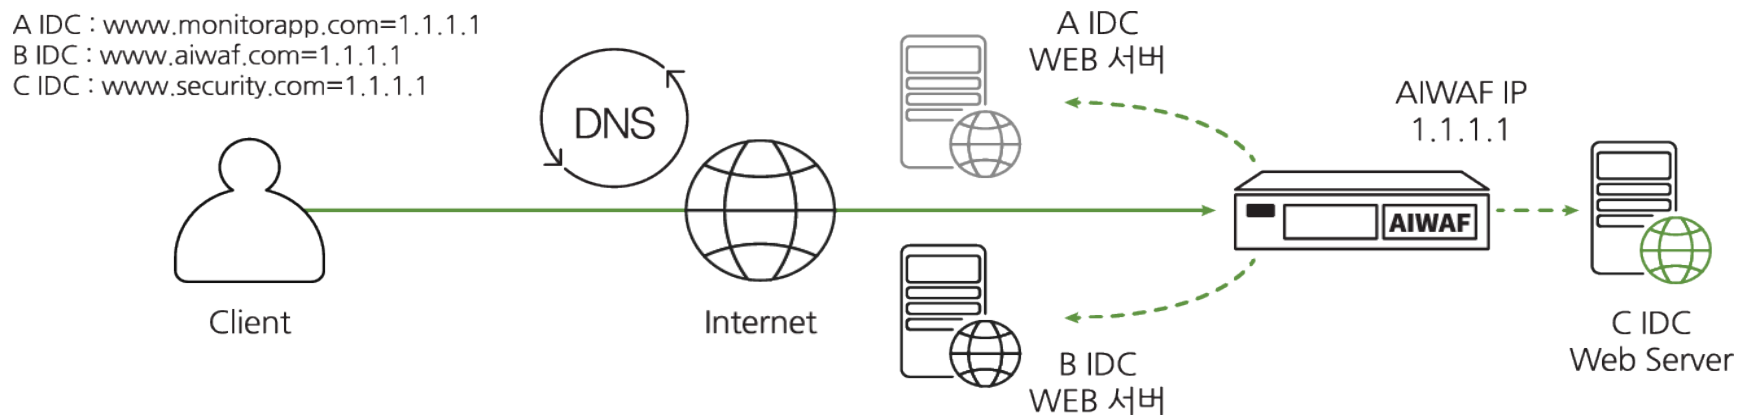 A IDC : www.monitorapp.com=1.1.1.1
B IDC : www.aiwaf.com=1.1.1.1
C IDC : www.security.com=1.1.1.1
DNS
Client
Internet
A IDC
WEB 서버
B IDC
WEB 서버
AIWAF IP
1.1.1.1
AIWAF
C IDC
Web Server